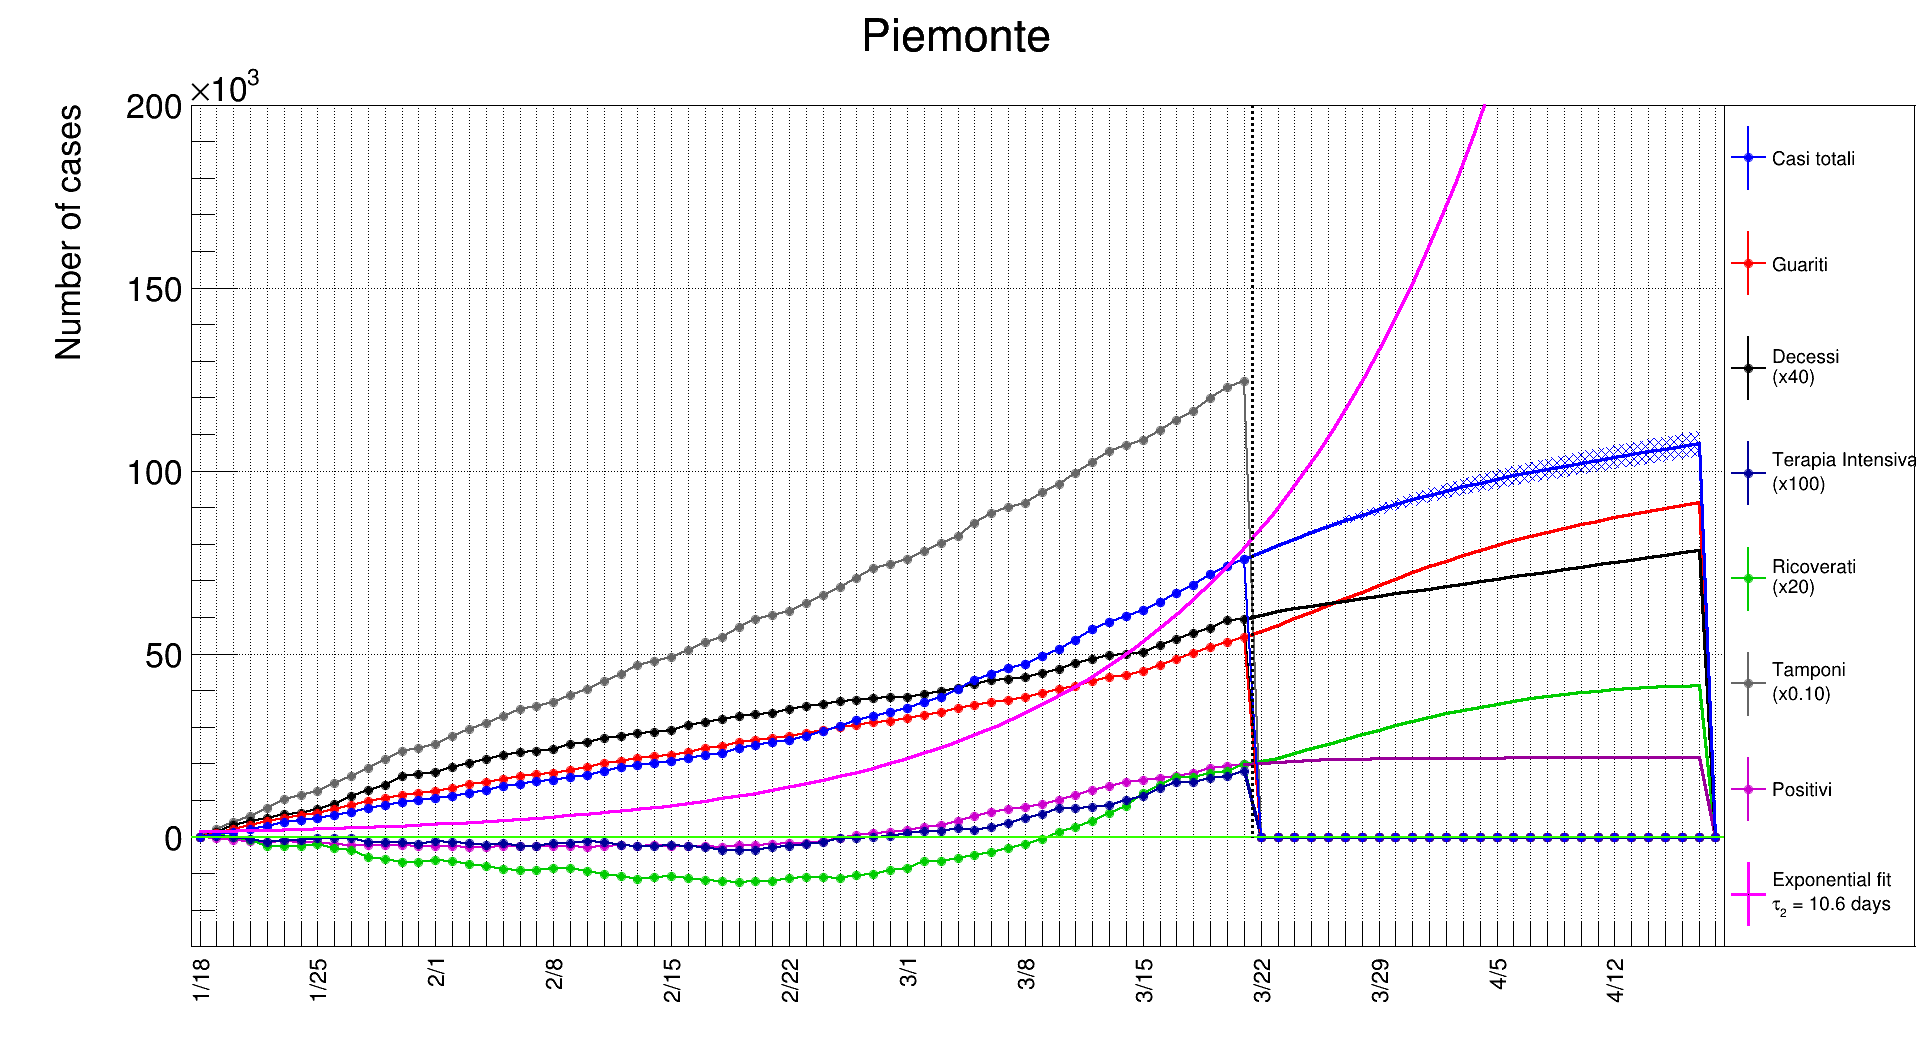 Piemonte
×10³
Number of cases
200
150
100
50
0
1/18
1/25
2/1
2/8
2/15
2/22
3/1
3/8
3/15
3/22
3/29
4/5
4/12
Casi totali
Guariti
Decessi
(x40)
Terapia Intensiva
(x100)
Ricoverati
(x20)
Tamponi
(x0.10)
Positivi
Exponential fit
τ₂ = 10.6 days